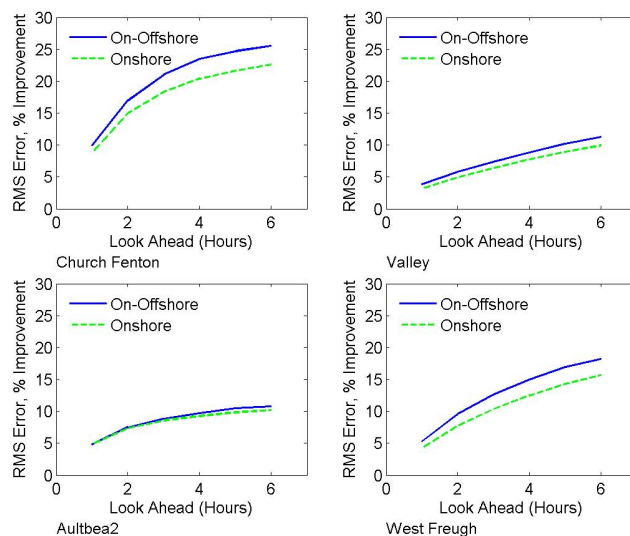 30
25
20
15
10
5
0
RMS Error, % Improvement
On-Offshore
Onshore
0 2 4 6
Look Ahead (Hours)
Church Fenton
30
25
20
15
10
5
0
RMS Error, % Improvement
On-Offshore
Onshore
0 2 4 6
Look Ahead (Hours)
Valley
30
25
20
15
10
5
0
RMS Error, % Improvement
On-Offshore
Onshore
0 2 4 6
Look Ahead (Hours)
Aultbea2
30
25
20
15
10
5
0
RMS Error, % Improvement
On-Offshore
Onshore
0 2 4 6
Look Ahead (Hours)
West Freugh